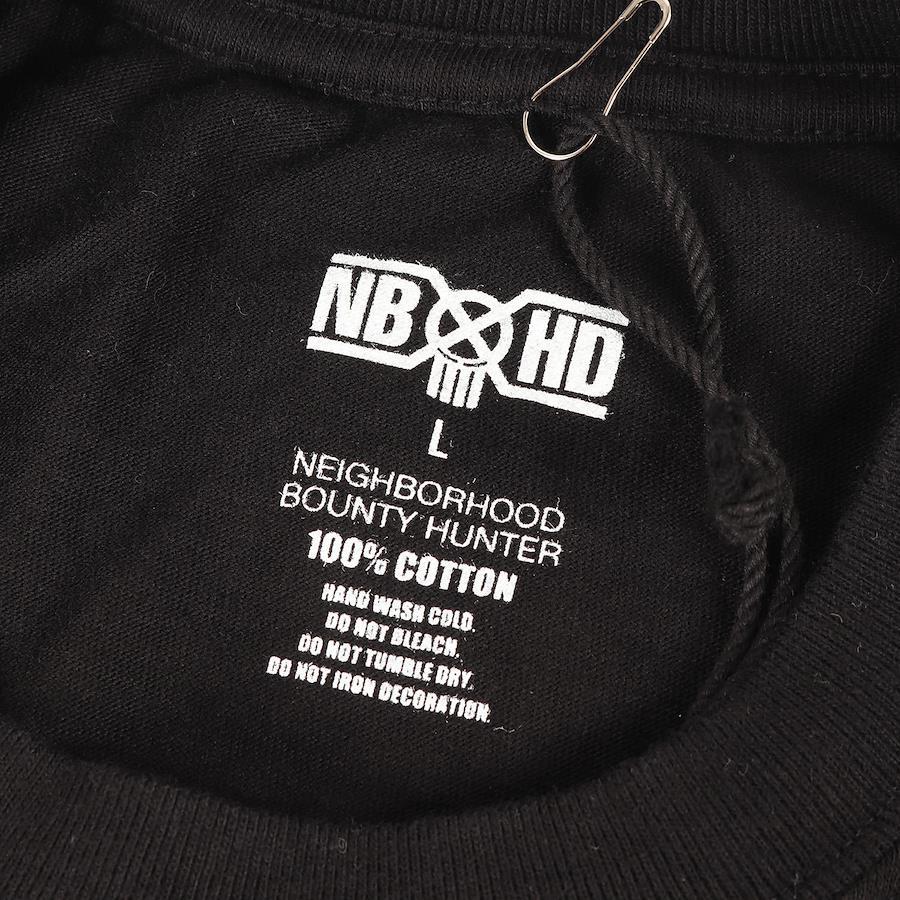 NB HD
L
NEIGHBORHOOD
BOUNTY HUNTER
100% COTTON
HAND WASH COLD.
DO NOT BLEACH.
DO NOT TUMBLE DRY.
DO NOT IRON DECORATION.